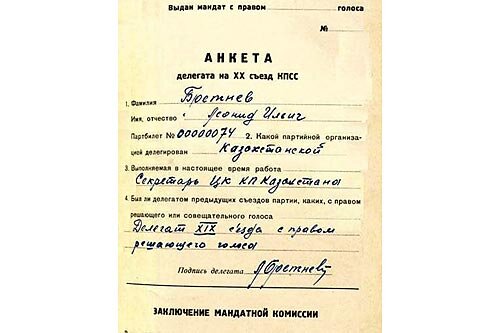 Выдан мандат с правом голоса
№
АНКЕТА
делегата на XX съезд КПСС
1. Фамилия Брежнев
Имя, отчество Леонид Ильич
Партбилет № 00000074 2. Какой партийной организа-
цией делегирован Казахстанской
3. Выполняемая в настоящее время работа
Секретарь ЦК КП Казахстана
4. Был ли делегатом предыдущих съездов партии, каких, с правом
решающего или совещательного голоса
Делегат XIX съезда с правом
решающего голоса
Подпись делегата Л Брежнев
ЗАКЛЮЧЕНИЕ МАНДАТНОЙ КОМИССИИ